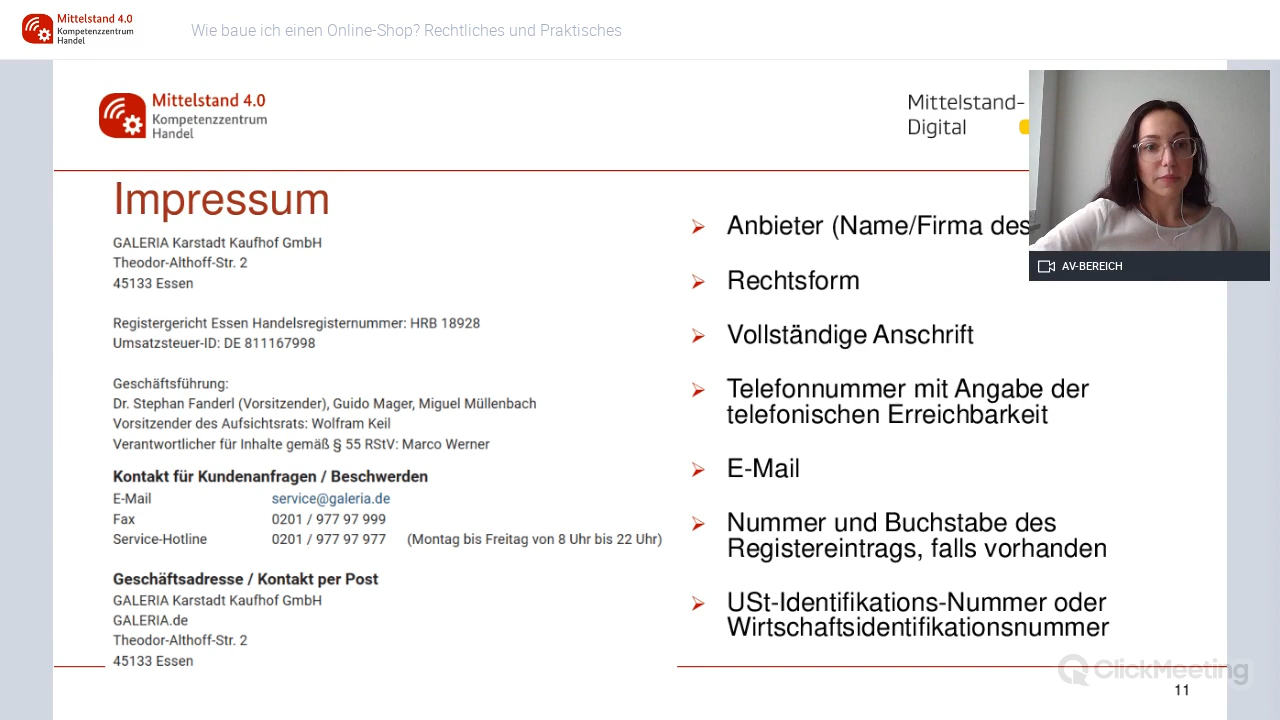 Mittelstand 4.0
Kompetenzzentrum
Handel
Wie baue ich einen Online-Shop? Rechtliches und Praktisches
Mittelstand 4.0
Kompetenzzentrum
Handel
Mittelstand-
Digital
AV-BEREICH
Impressum
GALERIA Karstadt Kaufhof GmbH
Theodor-Althoff-Str. 2
45133 Essen
Registergericht Essen Handelsregisternummer: HRB 18928
Umsatzsteuer-ID: DE 811167998
Geschäftsführung:
Dr. Stephan Fanderl (Vorsitzender), Guido Mager, Miguel Müllenbach
Vorsitzender des Aufsichtsrats: Wolfram Keil
Verantwortlicher für Inhalte gemäß § 55 RStV: Marco Werner
Kontakt für Kundenanfragen / Beschwerden
E-Mail service@galeria.de
Fax 0201 / 977 97 999
Service-Hotline 0201 / 977 97 977 (Montag bis Freitag von 8 Uhr bis 22 Uhr)
Geschäftsadresse / Kontakt per Post
GALERIA Karstadt Kaufhof GmbH
GALERIA.de
Theodor-Althoff-Str. 2
45133 Essen
Anbieter (Name/Firma des
Rechtsform
Vollständige Anschrift
Telefonnummer mit Angabe der
telefonischen Erreichbarkeit
E-Mail
Nummer und Buchstabe des
Registereintrags, falls vorhanden
USt-Identifikations-Nummer oder
Wirtschaftsidentifikationsnummer
ClickMeeting
11